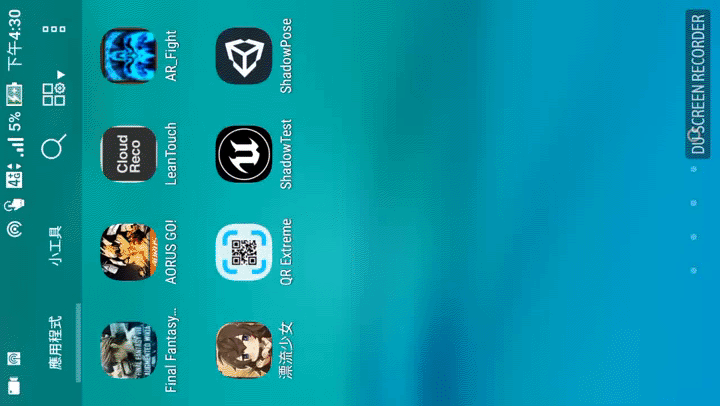 4G 5% 下午4:30
應用程式 小工具
Final Fantasy... AORUS GO! LeanTouch AR_Fight
Cloud
Reco
漂流少女 QR Extreme ShadowTest ShadowPose
DU SCREEN RECORDER